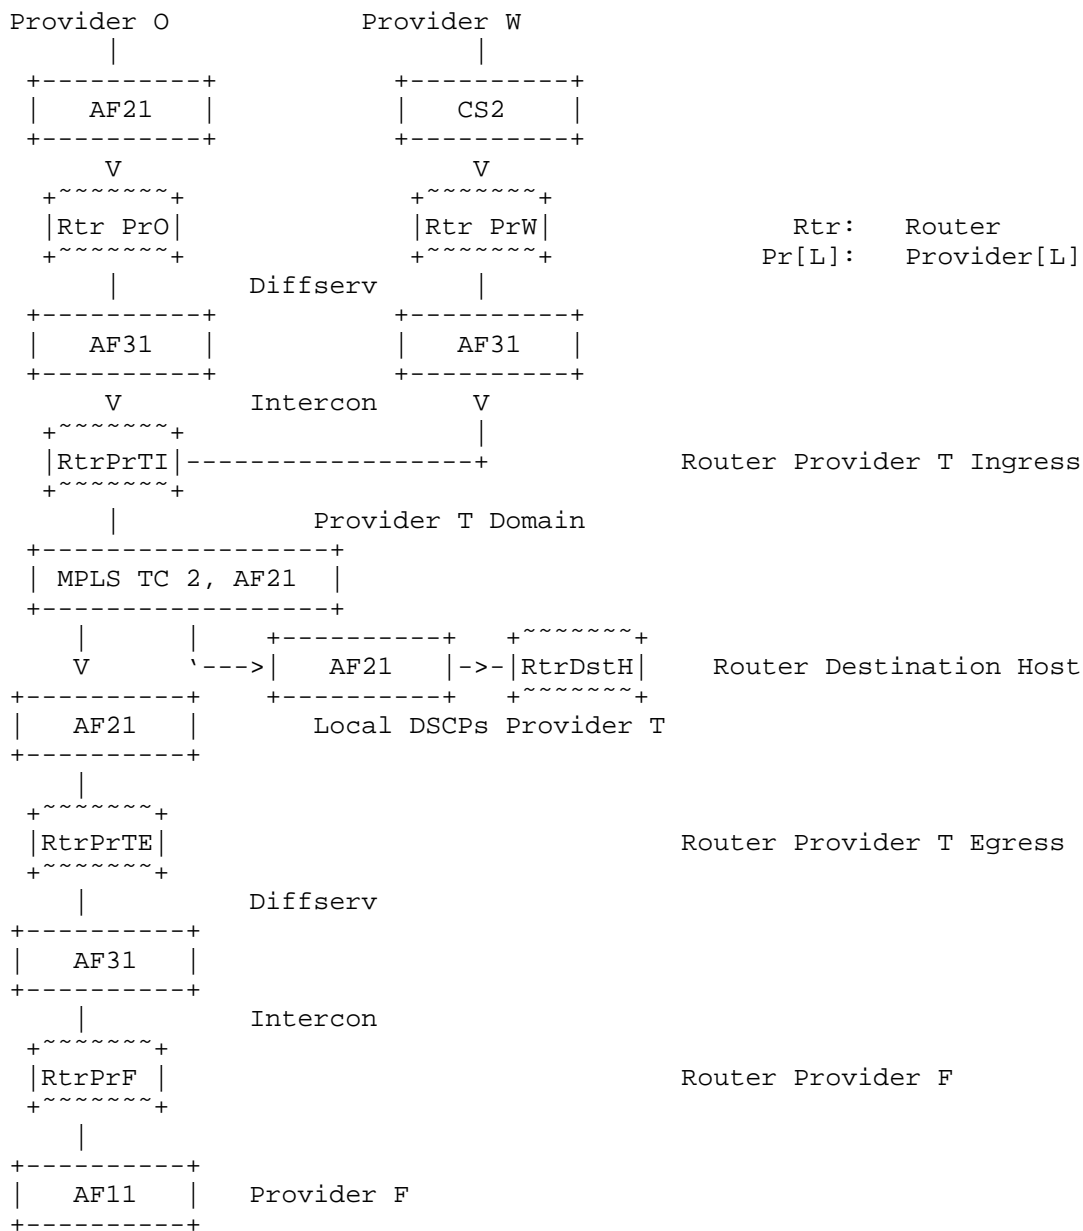 Provider O                      Provider W
      |                                |
 +----------+                +----------+
 |   AF21   |                |   CS2    |
 +----------+                +----------+
      V                                V
  +~~~~~~~+                   +~~~~~~~+
  |Rtr PrO|                   |Rtr PrW|               Rtr:   Router
  +~~~~~~~+                   +~~~~~~~+             Pr[L]:   Provider[L]
      |        Diffserv      |
 +----------+                +----------+
 |   AF31   |                |   AF31   |
 +----------+                +----------+
      V        Intercon      V
  +~~~~~~~+                      |
  |RtrPrTI|------------------+            Router Provider T Ingress
  +~~~~~~~+
      |            Provider T Domain
 +-------------------+
 | MPLS TC 2, AF21  |
 +-------------------+
    |      |    +----------+   +~~~~~~~+
    V      `--->|   AF21   |->-|RtrDstH|    Router Destination Host
+----------+    +----------+   +~~~~~~~+
|   AF21   |       Local DSCPs Provider T
+----------+
    |
 +~~~~~~~+
 |RtrPrTE|                                Router Provider T Egress
 +~~~~~~~+
    |          Diffserv
+----------+
|   AF31   |
+----------+
    |          Intercon
 +~~~~~~~+
 |RtrPrF |                                Router Provider F
 +~~~~~~~+
    |
+----------+
|   AF11   |   Provider F
+----------+